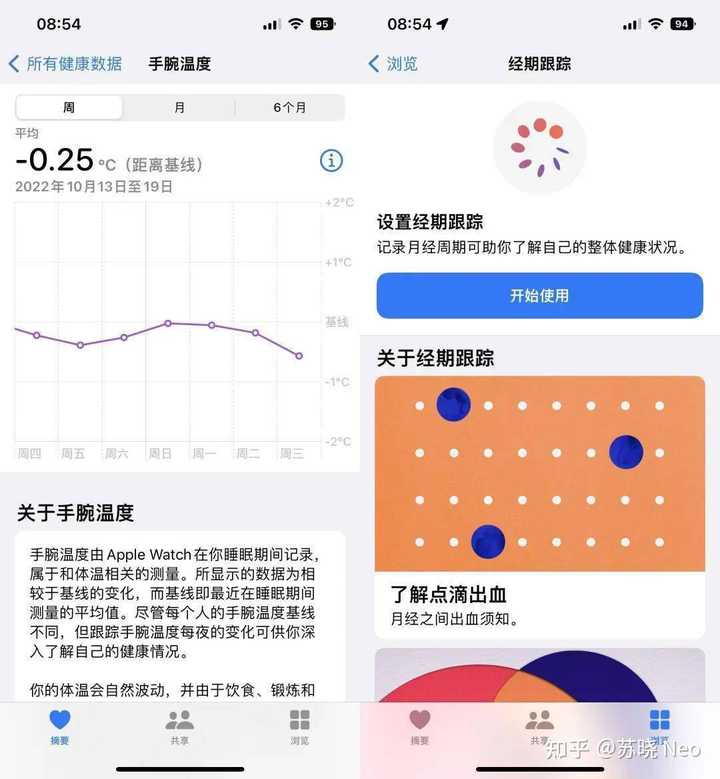 08:54
95
所有健康数据
手腕温度
周
月
6个月
平均
-0.25 °C（距离基线）
2022年10月13日至19日
+2°C
+1°C
基线
-1°C
-2°C
周四 周五 周六 周日 周一 周二 周三
关于手腕温度
手腕温度由 Apple Watch 在你睡眠期间记录，
属于和体温相关的测量。所显示的数据为相
较于基线的变化，而基线即最近在睡眠期间
测量的平均值。尽管每个人的手腕温度基线
不同，但跟踪手腕温度每夜的变化可供你深
入了解自己的健康情况。
你的体温会自然波动，并由于饮食、锻炼和
摘要
共享
浏览
08:54
94
浏览
经期跟踪
设置经期跟踪
记录月经周期可助你了解自己的整体健康状况。
开始使用
关于经期跟踪
了解点滴出血
月经之间出血须知。
摘要
共享
浏览
知乎 @苏晓Neo